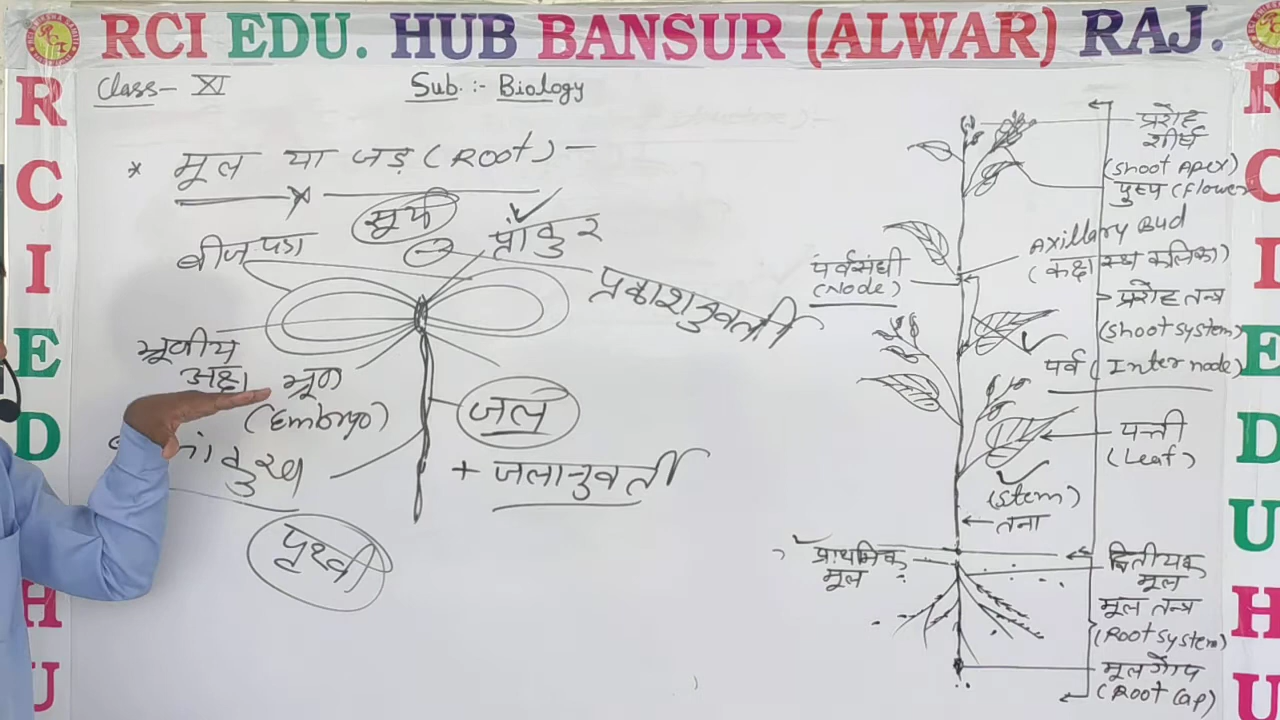 RCI EDU. HUB BANSUR (ALWAR) RAJ.
R
C
I
E
D
H
U
R
C
I
E
D
U
H
U
Class- XI
Sub. :- Biology
* मूल या जड़ (Root) -
सूर्य
प्रांकुर
बीजपत्र
प्रकाशनुवर्ती
भ्रूणीय
अक्ष
भ्रूण
(Embryo)
जल
+ जलानुवर्ती
पृथ्वी
प्ररोह
शीर्ष
(Shoot Apex)
पुष्प (flower
Axillary Bud
(कक्षस्थ कलिका)
पर्वसंधी
(Node)
प्ररोह तन्त्र
(Shoot system)
पर्व ( Internode)
पत्ती
(Leaf)
(Stem)
तना
प्राथमिक
मूल
द्वितीयक
मूल
मूल तन्त्र
(Root system)
मूल गोप
(Root Cap)